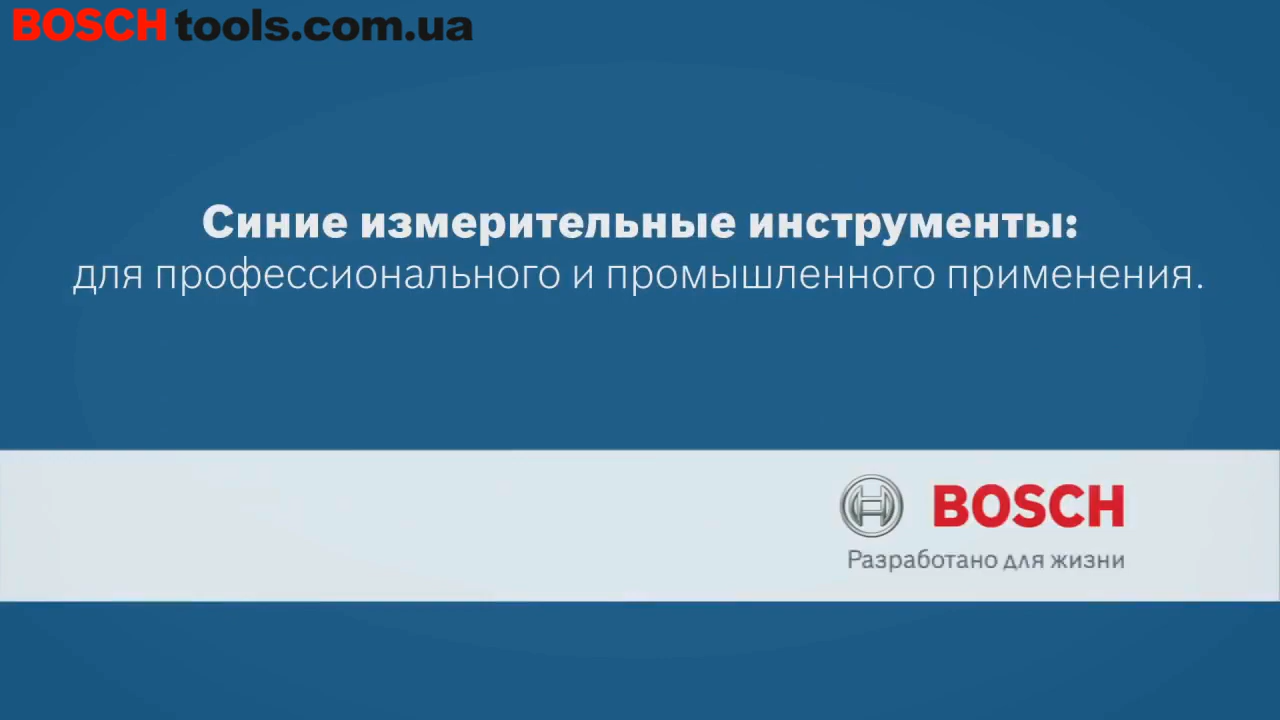 BOSCH tools.com.ua
Синие измерительные инструменты:
для профессионального и промышленного применения.
BOSCH
Разработано для жизни